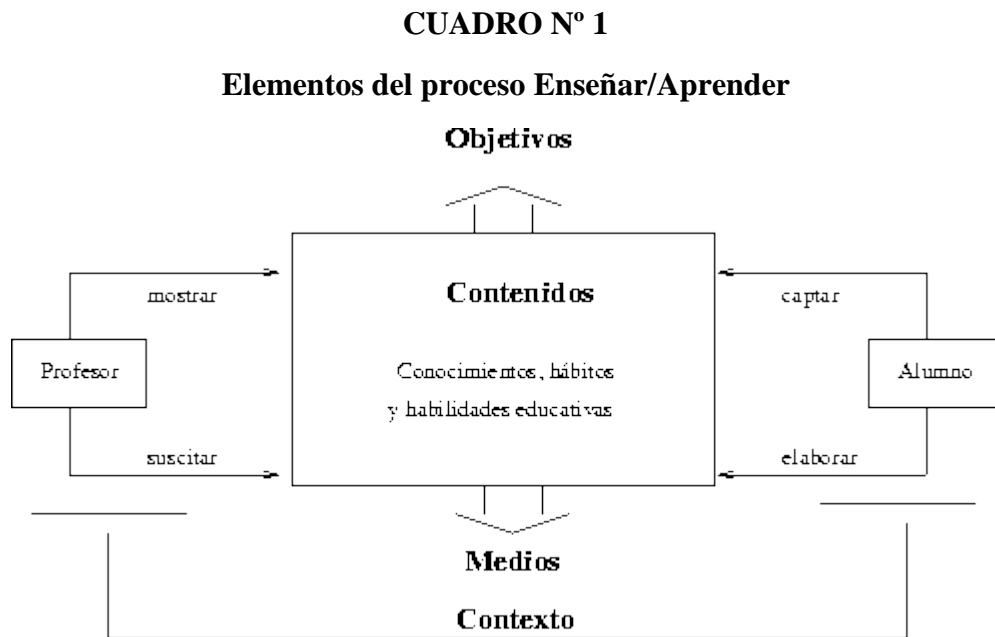 CUADRO Nº 1
Elementos del proceso Enseñar/Aprender
Objetivos
mostrar
Contenidos
captar
Profesor
Conocimientos, hábitos
y habilidades educativas
Alumno
suscitar
elaborar
Medios
Contexto